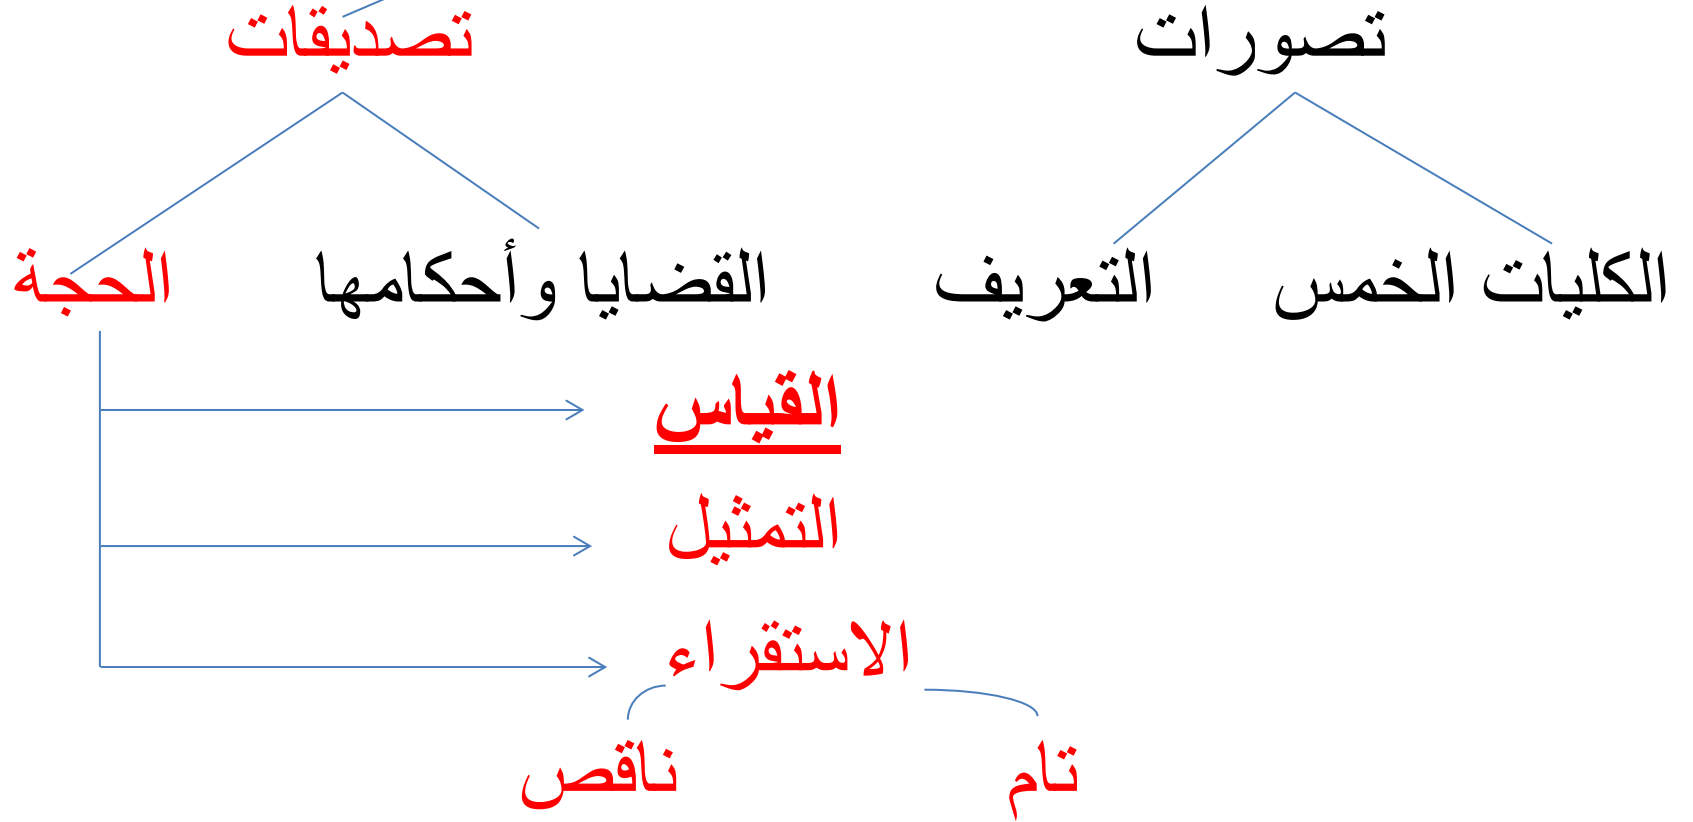 تصورات
تصديقات
الكليات الخمس
التعريف
القضايا وأحكامها
الحجة
القياس
التمثيل
الاستقراء
تام
ناقص